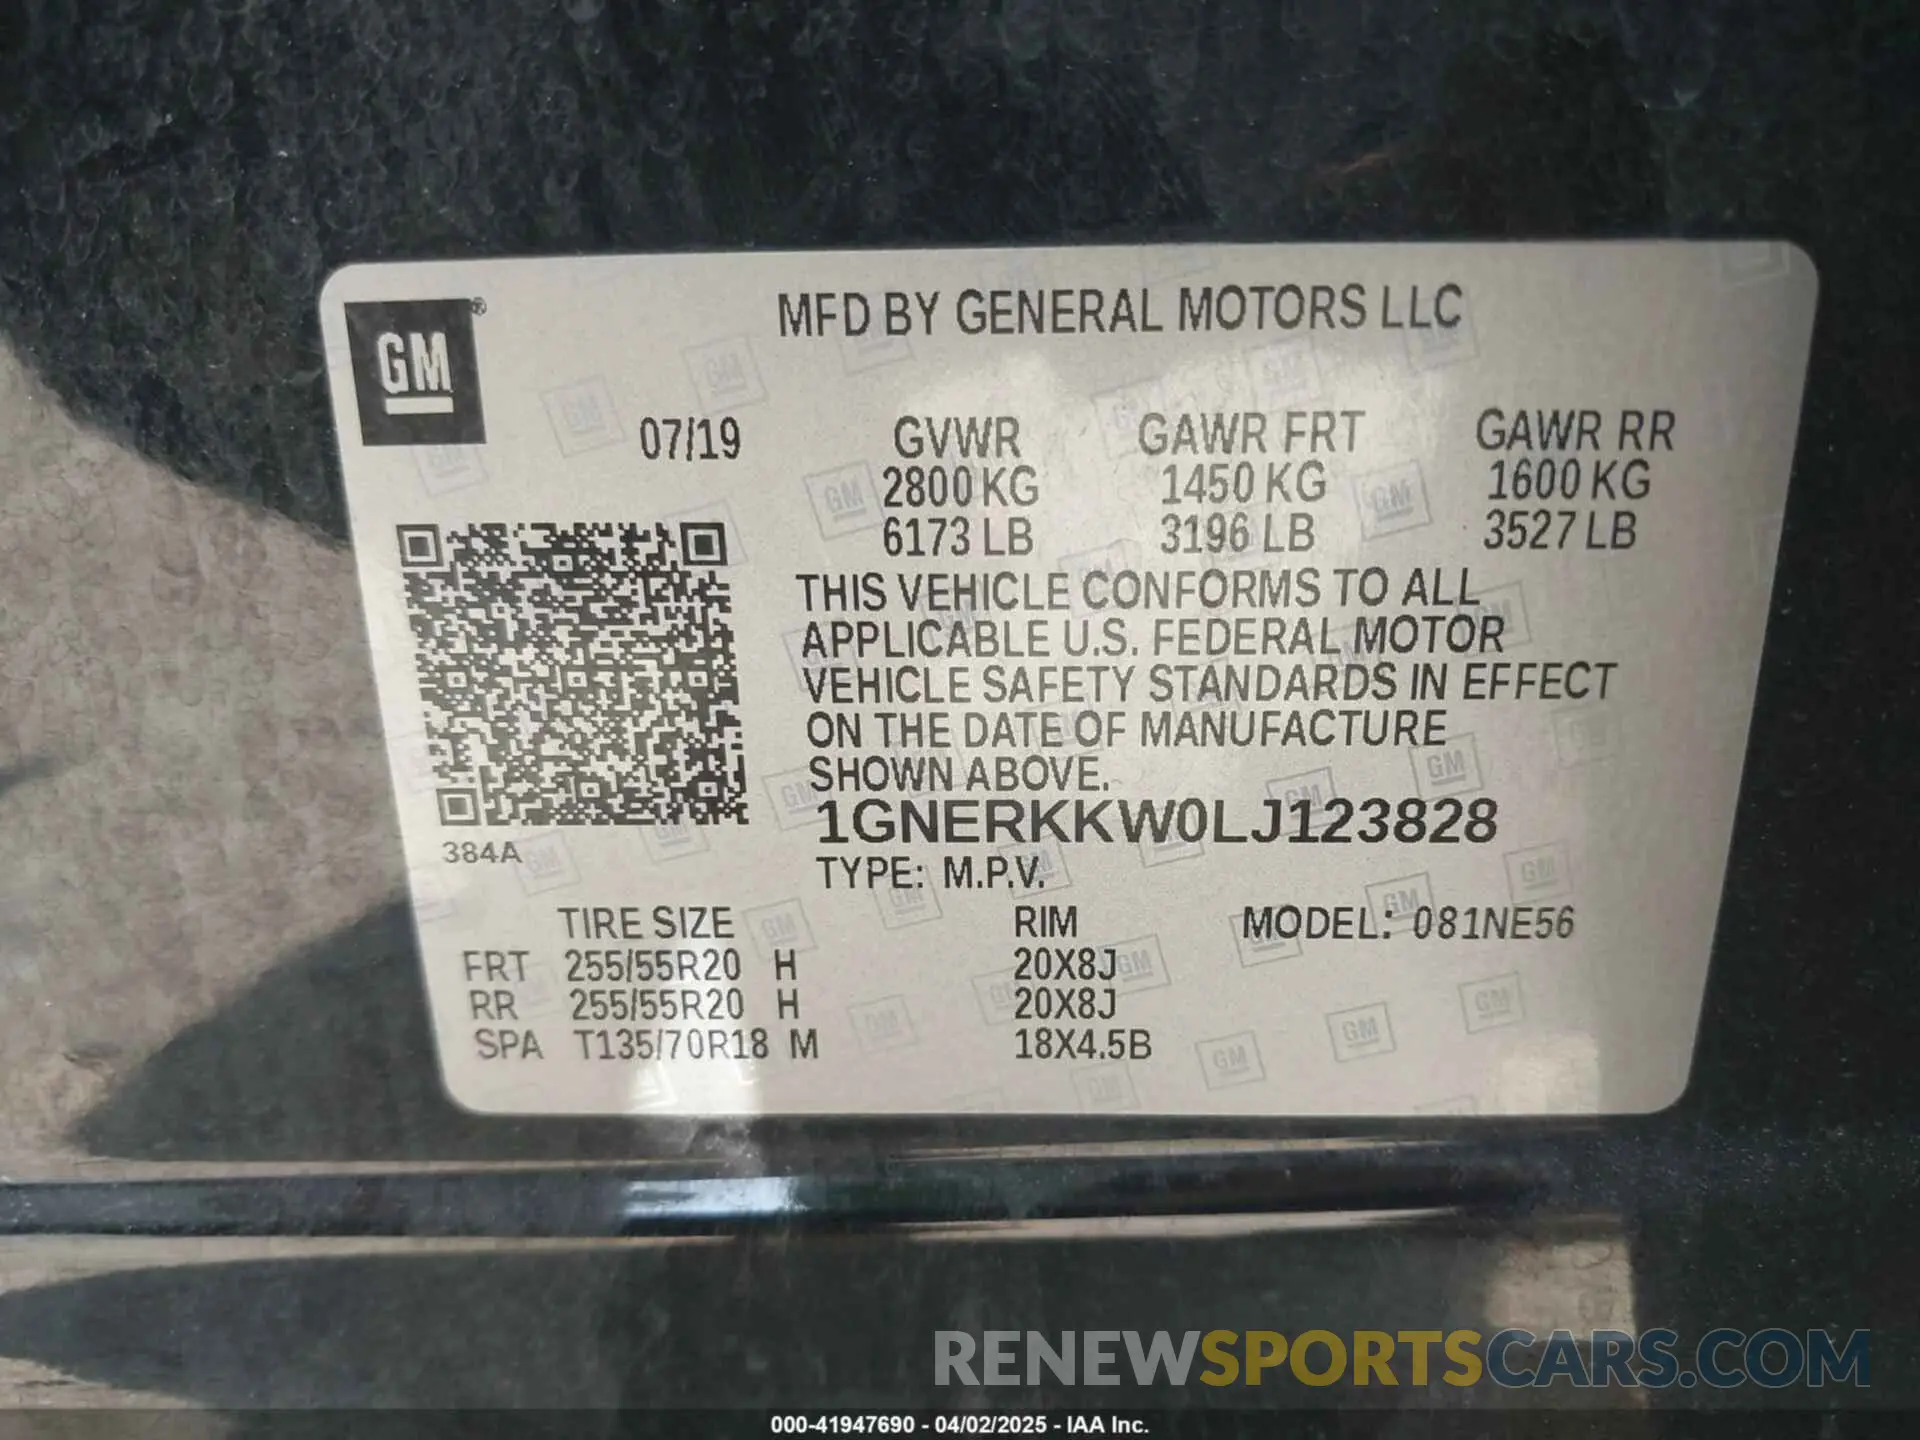 MFD BY GENERAL MOTORS LLC
GM®
07/19 GVWR GAWR FRT GAWR RR
2800 KG 1450 KG 1600 KG
6173 LB 3196 LB 3527 LB
THIS VEHICLE CONFORMS TO ALL
APPLICABLE U.S. FEDERAL MOTOR
VEHICLE SAFETY STANDARDS IN EFFECT
ON THE DATE OF MANUFACTURE
SHOWN ABOVE.
1GNERKKW0LJ123828
384A
TYPE: M.P.V.
TIRE SIZE RIM MODEL: 081NE56
FRT 255/55R20 H 20X8J
RR 255/55R20 H 20X8J
SPA T135/70R18 M 18X4.5B
RENEWSPORTSCARS.COM
000-41947690 - 04/02/2025 - IAA Inc.